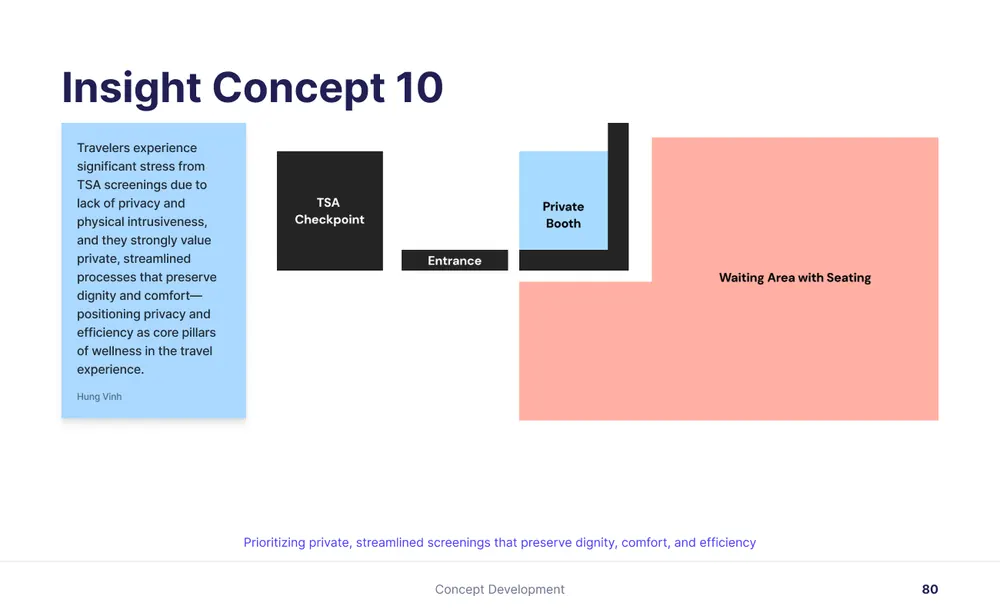 Insight Concept 10
Travelers experience
significant stress from
TSA screenings due to
lack of privacy and
physical intrusiveness,
and they strongly value
private, streamlined
processes that preserve
dignity and comfort—
positioning privacy and
efficiency as core pillars
of wellness in the travel
experience.
Hung Vinh
TSA
Checkpoint
Entrance
Private
Booth
Waiting Area with Seating
Prioritizing private, streamlined screenings that preserve dignity, comfort, and efficiency
Concept Development
80